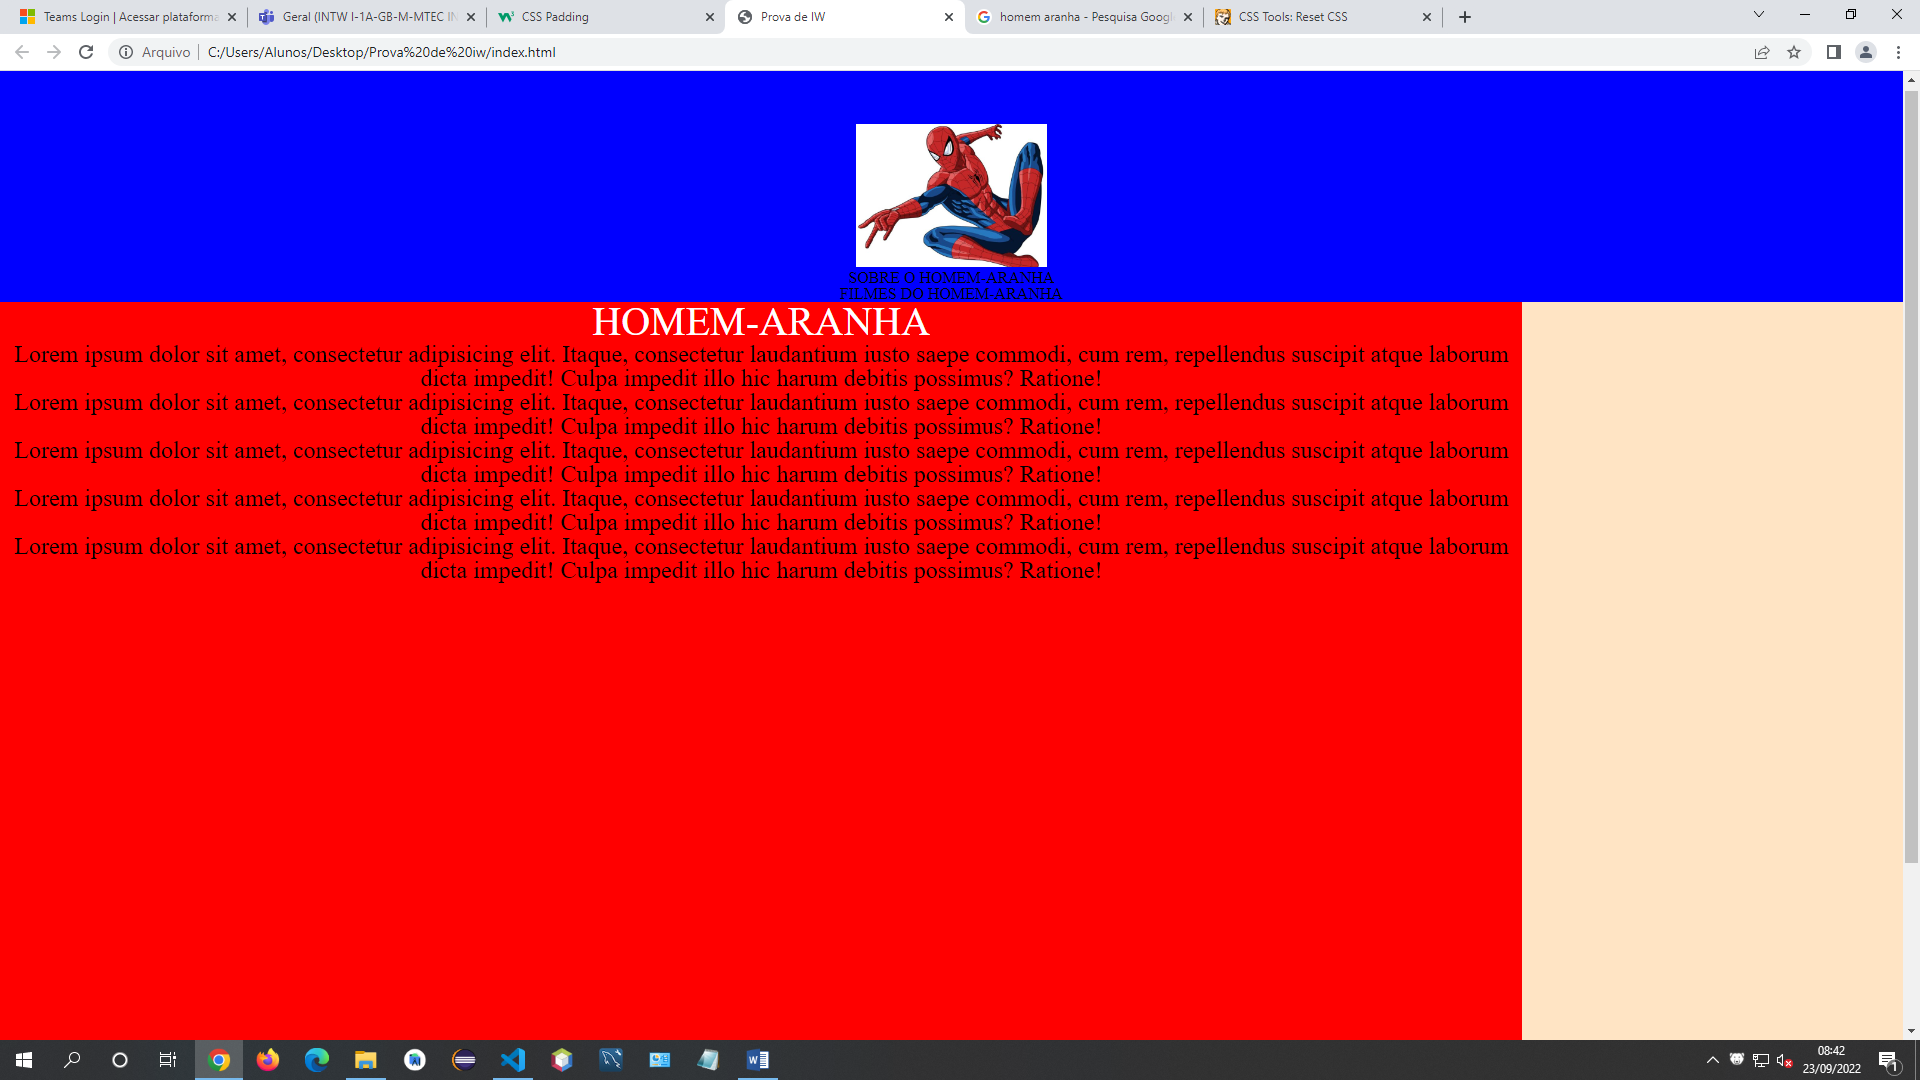 Teams Login | Acessar plataforma
Geral (INTW I-1A-GB-M-MTEC IN
CSS Padding
Prova de IW
homem aranha - Pesquisa Googl
CSS Tools: Reset CSS
Arquivo
C:/Users/Alunos/Desktop/Prova%20de%20iw/index.html
SOBRE O HOMEM-ARANHA
FILMES DO HOMEM-ARANHA
HOMEM-ARANHA
Lorem ipsum dolor sit amet, consectetur adipisicing elit. Itaque, consectetur laudantium iusto saepe commodi, cum rem, repellendus suscipit atque laborum
dicta impedit! Culpa impedit illo hic harum debitis possimus? Ratione!
Lorem ipsum dolor sit amet, consectetur adipisicing elit. Itaque, consectetur laudantium iusto saepe commodi, cum rem, repellendus suscipit atque laborum
dicta impedit! Culpa impedit illo hic harum debitis possimus? Ratione!
Lorem ipsum dolor sit amet, consectetur adipisicing elit. Itaque, consectetur laudantium iusto saepe commodi, cum rem, repellendus suscipit atque laborum
dicta impedit! Culpa impedit illo hic harum debitis possimus? Ratione!
Lorem ipsum dolor sit amet, consectetur adipisicing elit. Itaque, consectetur laudantium iusto saepe commodi, cum rem, repellendus suscipit atque laborum
dicta impedit! Culpa impedit illo hic harum debitis possimus? Ratione!
Lorem ipsum dolor sit amet, consectetur adipisicing elit. Itaque, consectetur laudantium iusto saepe commodi, cum rem, repellendus suscipit atque laborum
dicta impedit! Culpa impedit illo hic harum debitis possimus? Ratione!
08:42
23/09/2022
1